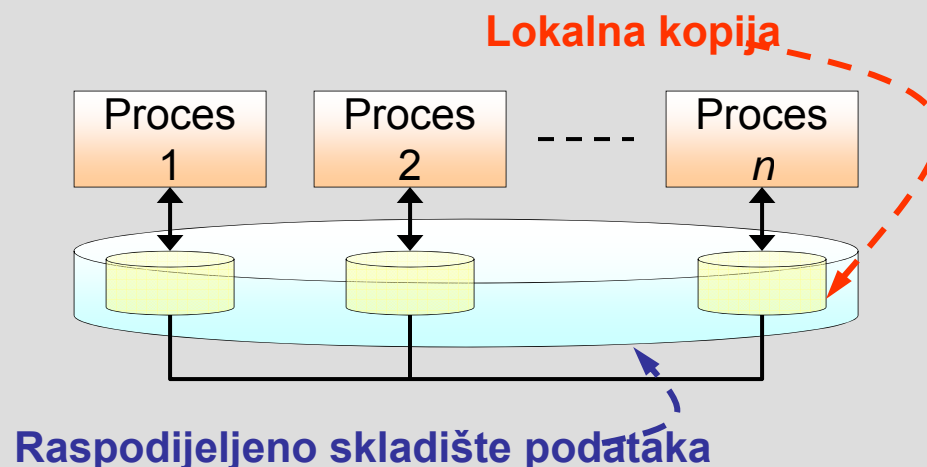 Lokalna kopija
Proces
1
Proces
2
Proces
n
Raspodijeljeno skladište podataka